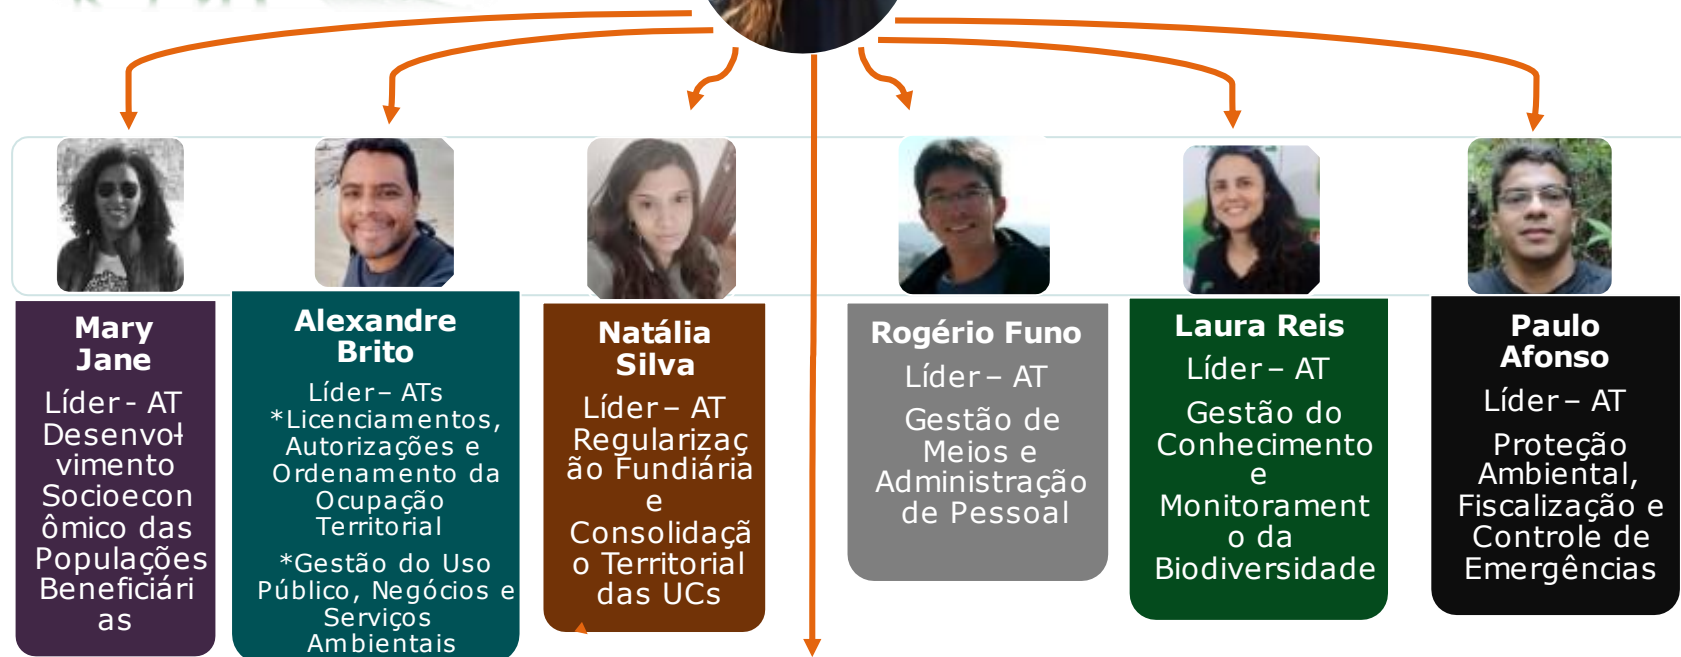 Mary
Jane
Líder - AT
Desenvol-
vimento
Socioecon
ômico das
Populações
Beneficiári
as
Alexandre
Brito
Líder – ATs
*Licenciamentos,
Autorizações e
Ordenamento da
Ocupação
Territorial
*Gestão do Uso
Público, Negócios e
Serviços
Ambientais
Natália
Silva
Líder – AT
Regularizaç
ão Fundiária
e
Consolidaçã
o Territorial
das UCs
Rogério Funo
Líder – AT
Gestão de
Meios e
Administração
de Pessoal
Laura Reis
Líder – AT
Gestão do
Conhecimento
e
Monitorament
o da
Biodiversidade
Paulo
Afonso
Líder – AT
Proteção
Ambiental,
Fiscalização e
Controle de
Emergências